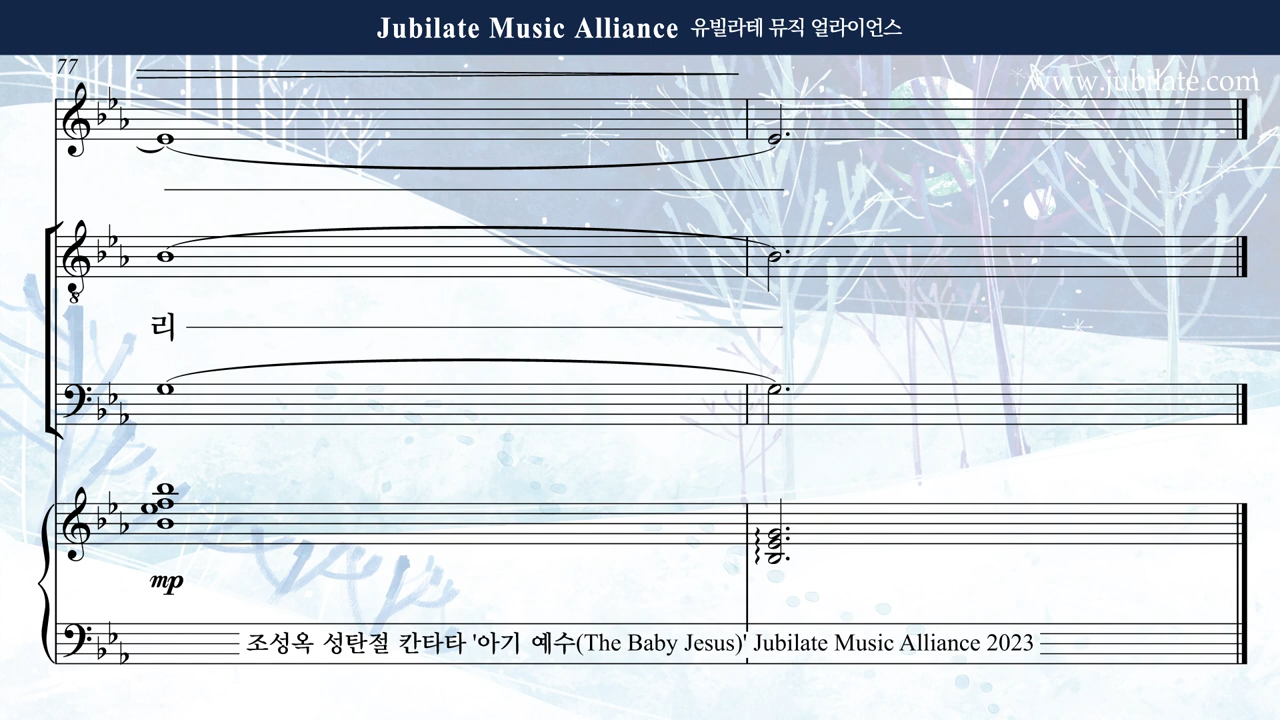 Jubilate Music Alliance 유빌라테 뮤직 얼라이언스
www.jubilate.com
77
8
리
mp
조성옥 성탄절 칸타타 '아기 예수(The Baby Jesus)' Jubilate Music Alliance 2023